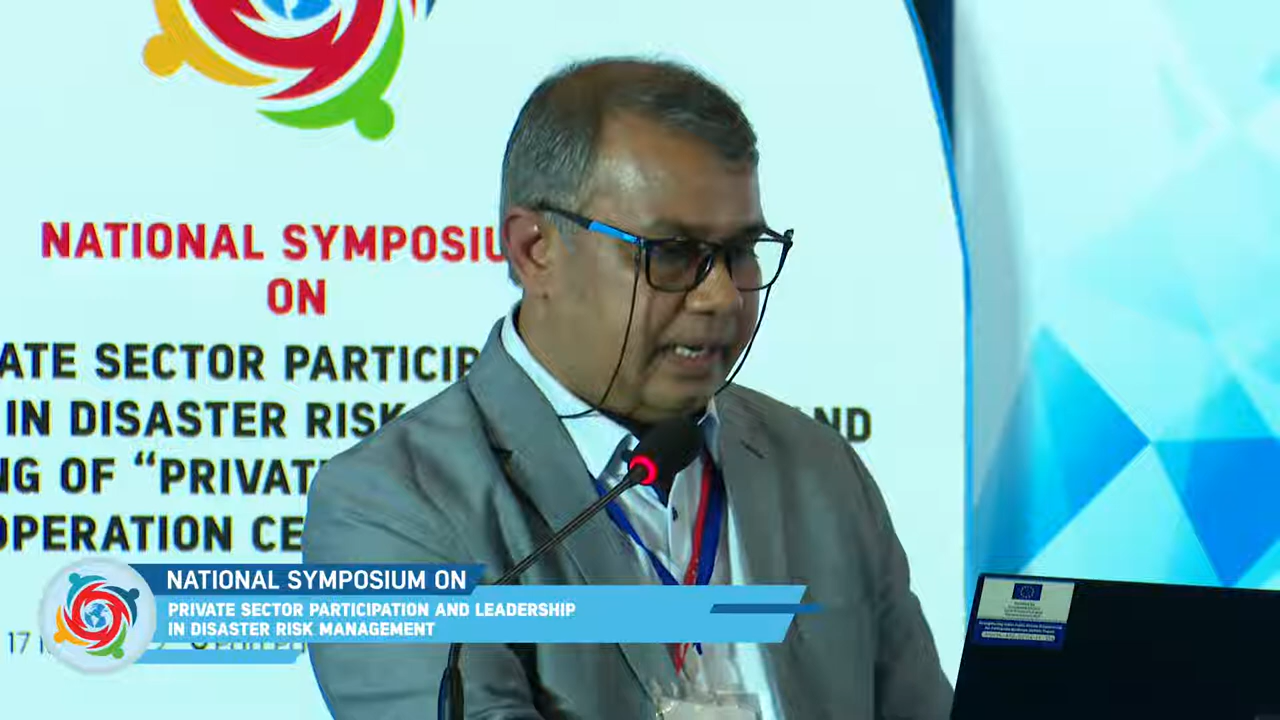 NATIONAL SYMPOSIU
ON
ATE SECTOR PARTICIP
IN DISASTER RISK AND
NG OF “PRIVAT
OPERATION CE
NATIONAL SYMPOSIUM ON
PRIVATE SECTOR PARTICIPATION AND LEADERSHIP
IN DISASTER RISK MANAGEMENT
17